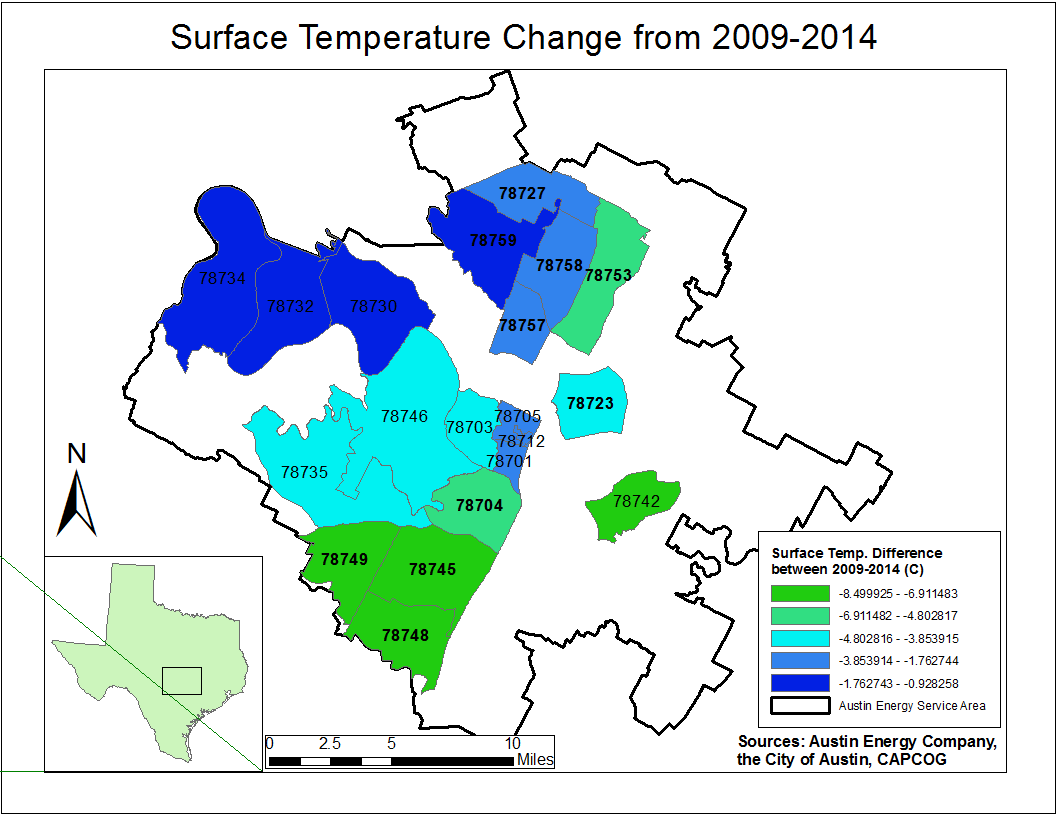 Surface Temperature Change from 2009-2014
78727
78759
78758
78753
78734
78732
78730
78757
78723
78746
78705
78703
78712
78701
78735
78704
78742
N
78749
78745
78748
Surface Temp. Difference
between 2009-2014 (C)
-8.499925 - -6.911483
-6.911482 - -4.802817
-4.802816 - -3.853915
-3.853914 - -1.762744
-1.762743 - -0.928258
Austin Energy Service Area
0 2.5 5 10
Miles
Sources: Austin Energy Company,
the City of Austin, CAPCOG